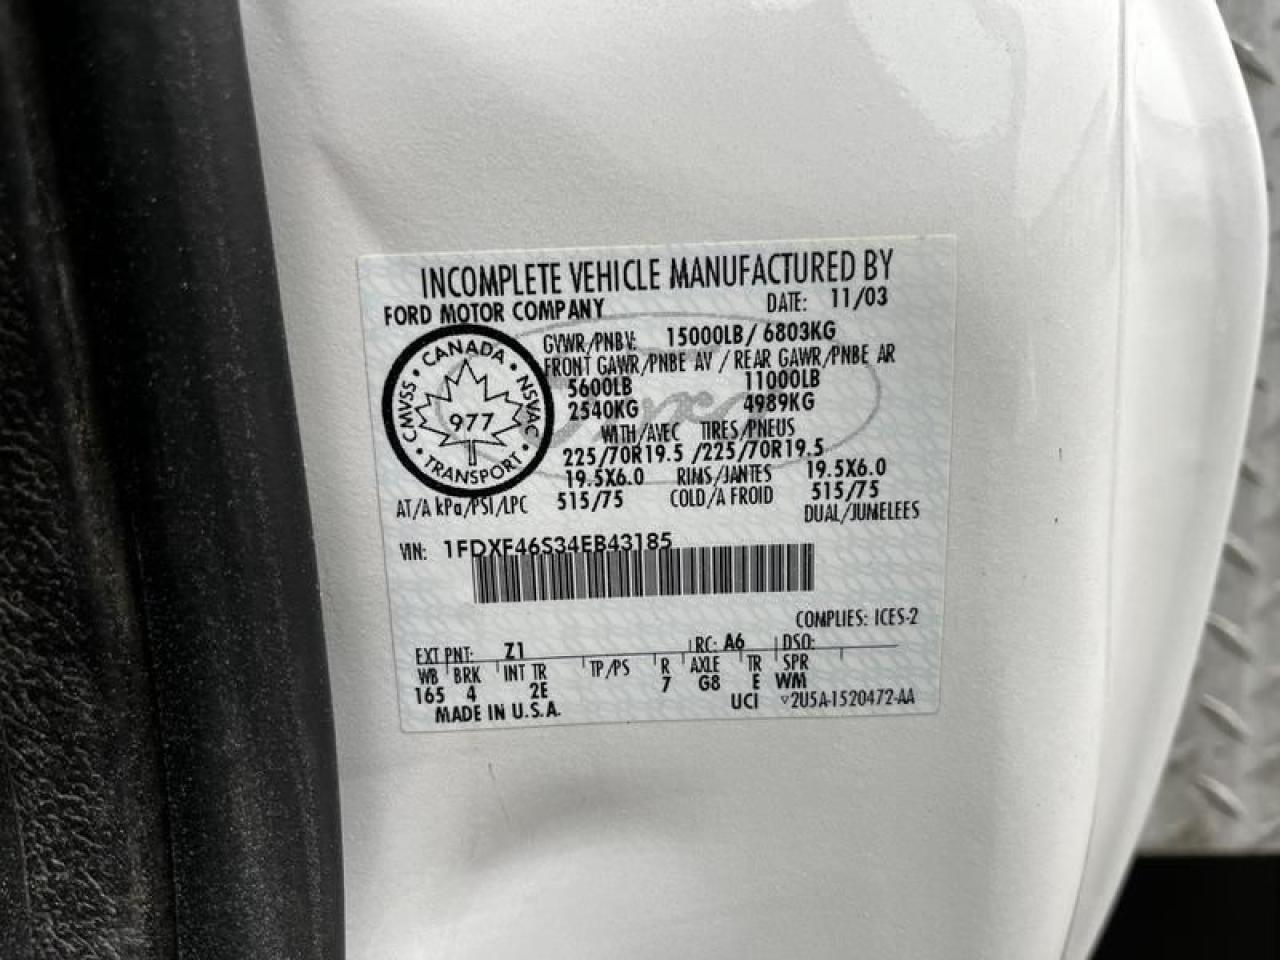 INCOMPLETE VEHICLE MANUFACTURED BY
FORD MOTOR COMPANY DATE: 11/03
GVWR/PNBV: 15000LB/ 6803KG
FRONT GAWR/PNBE AV / REAR GAWR/PNBE AR
5600LB 11000LB
2540KG 4989KG
WITH/AVEC TIRES/PNEUS
225/70R19.5 /225/70R19.5
19.5X6.0 RIMS/JANTES 19.5X6.0
AT/A kPa/PSI/LPC 515/75 COLD/A FROID 515/75
DUAL/JUMELEES
CANADA
CMVSS NSVAC
977
TRANSPORT
VIN: 1FDXF46S34EB43185
COMPLIES: ICES-2
EXT PNT: Z1 RC: A6 DSO:
WB BRK INT TR TP/PS R AXLE TR SPR
165 4 2E 7 G8 E WM
MADE IN U.S.A. UCI ▽2U5A-1520472-AA